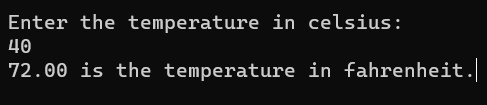 Enter the temperature in celsius:
40
72.00 is the temperature in fahrenheit.